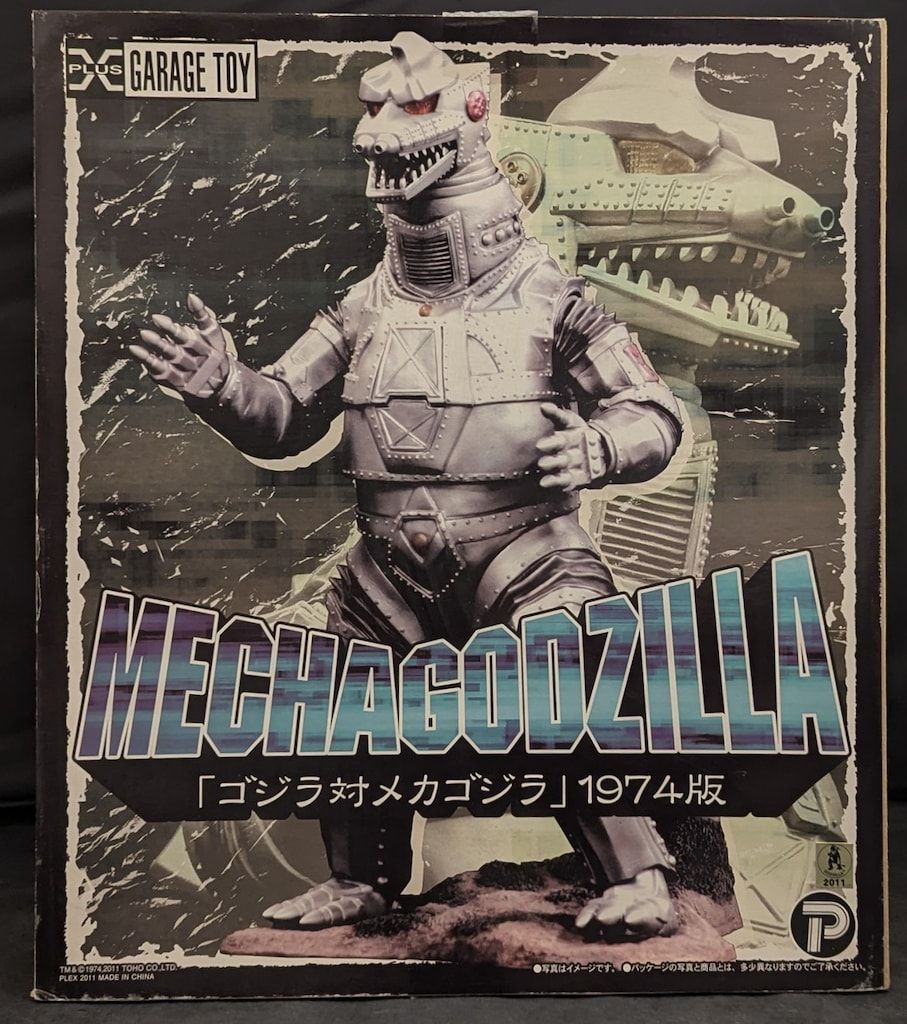 X PLUS GARAGE TOY
MECHAGODZILLA
「ゴジラ対メカゴジラ」1974版
2011
P
TM & © 1974,2011 TOHO CO.,LTD.
PLEX 2011 MADE IN CHINA
●写真はイメージです。 ●パッケージの写真と商品とは、多少異なりますのでご了承ください。